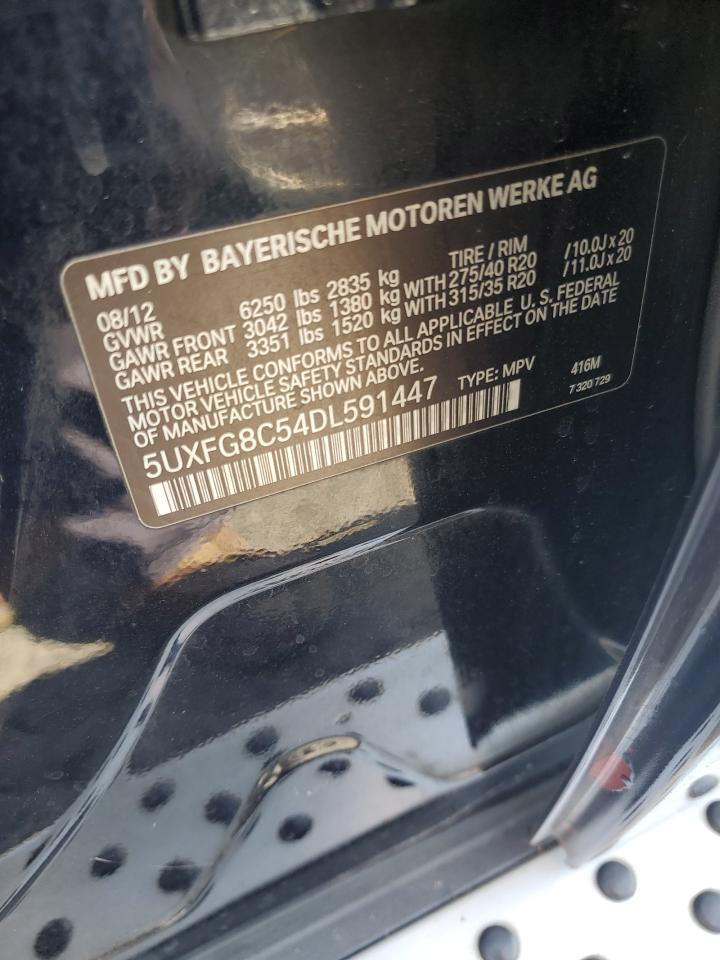 MFD BY BAYERISCHE MOTOREN WERKE AG
08/12 TIRE / RIM
GVWR 6250 lbs 2835 kg
GAWR FRONT 3042 lbs 1380 kg WITH 275/40 R20 /10.0J x 20
GAWR REAR 3351 lbs 1520 kg WITH 315/35 R20 /11.0J x 20
THIS VEHICLE CONFORMS TO ALL APPLICABLE U.S. FEDERAL
MOTOR VEHICLE SAFETY STANDARDS IN EFFECT ON THE DATE
OF MANUFACTURE SHOWN ABOVE.
5UXFG8C54DL591447 TYPE: MPV 416M
7 320 729